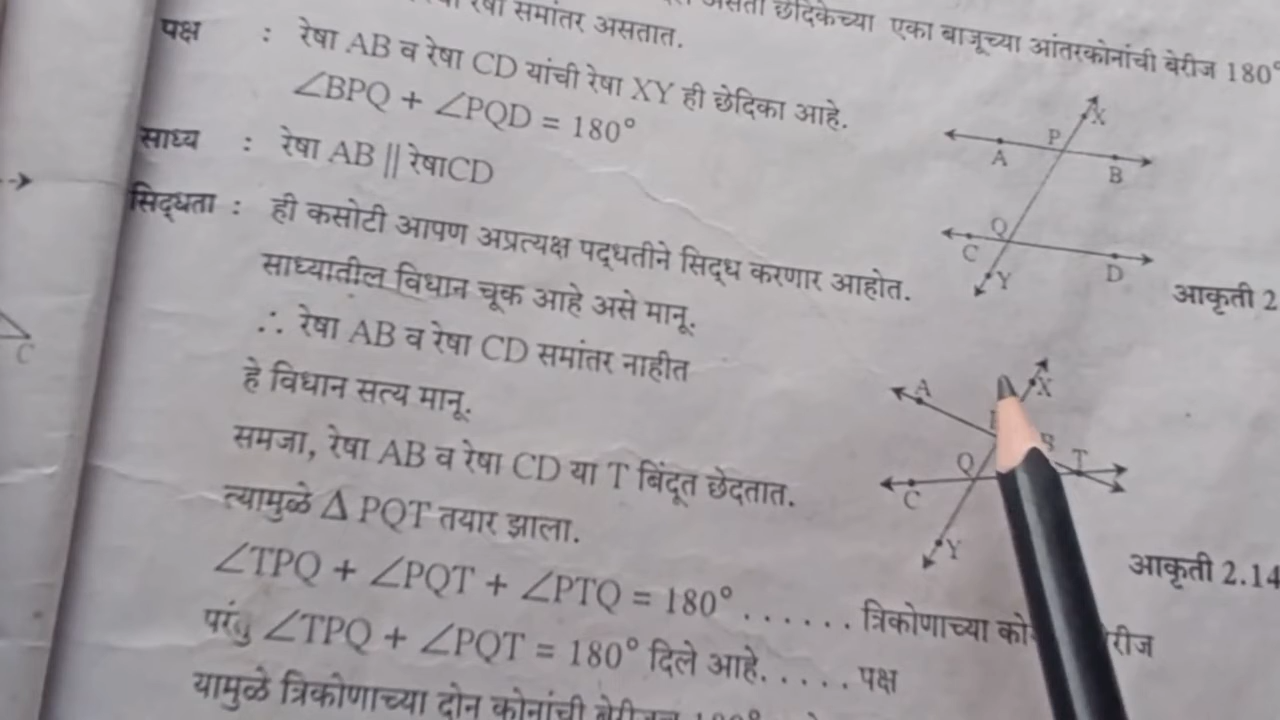 छेदिकेच्या एका बाजूच्या आंतरकोनांची बेरीज 180°
रेषा समांतर असतात.
पक्ष : रेषा AB व रेषा CD यांची रेषा XY ही छेदिका आहे.
∠BPQ + ∠PQD = 180°
साध्य : रेषा AB || रेषाCD
सिद्धता : ही कसोटी आपण अप्रत्यक्ष पद्धतीने सिद्ध करणार आहोत.
साध्यातील विधान चूक आहे असे मानू.
∴ रेषा AB व रेषा CD समांतर नाहीत
हे विधान सत्य मानू.
समजा, रेषा AB व रेषा CD या T बिंदूत छेदतात.
त्यामुळे Δ PQT तयार झाला.
∠TPQ + ∠PQT + ∠PTQ = 180° . . . . . . त्रिकोणाच्या
परंतु ∠TPQ + ∠PQT = 180° दिले आहे. . . . . पक्ष
यामुळे त्रिकोणाच्या दोन कोनांची
X
P
A
B
Q
C
Y
D
आकृती 2
A
X
Q
T
C
Y
आकृती 2.14
C